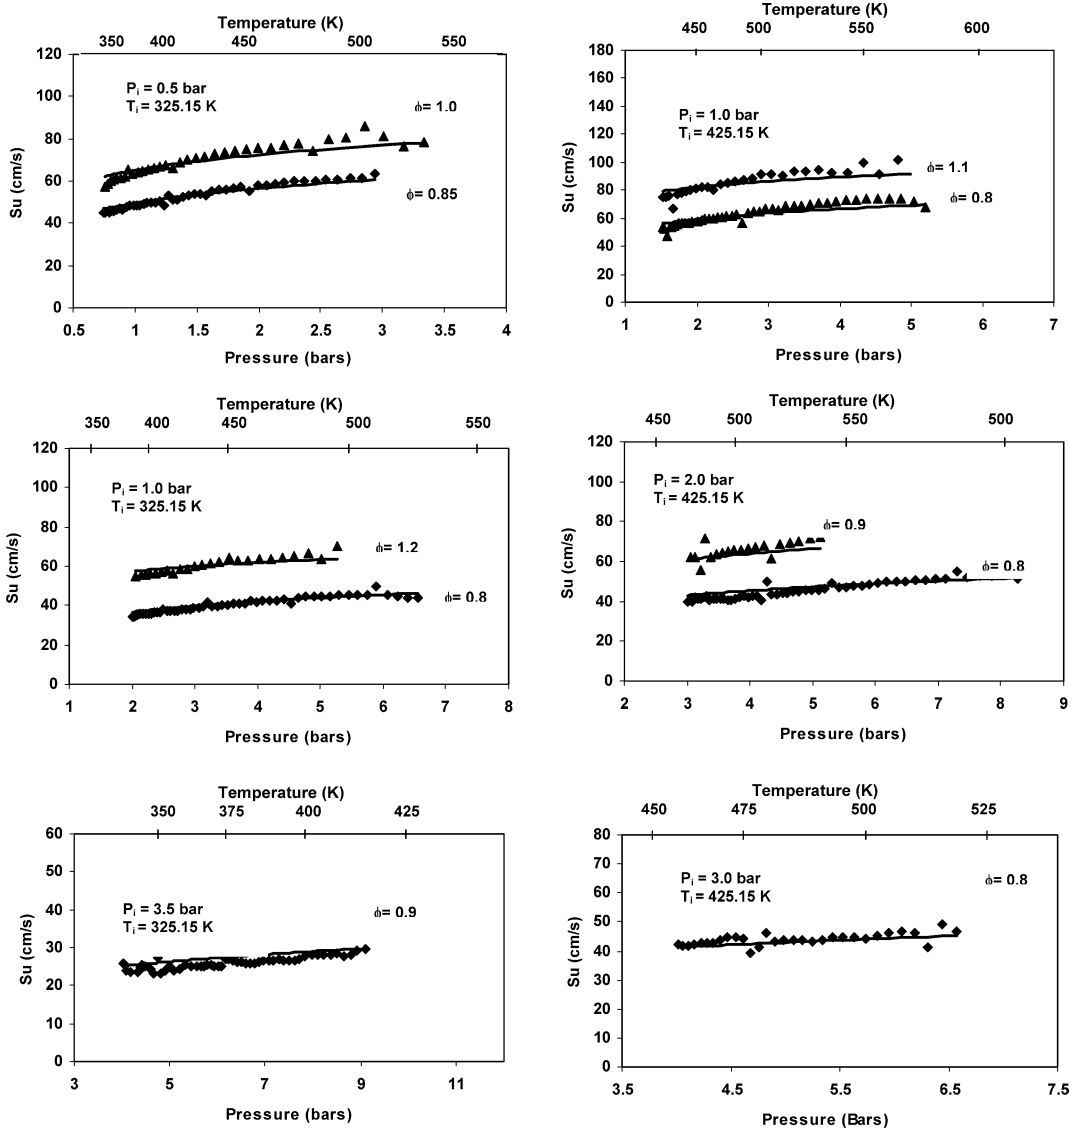 Temperature (K)
350 400 450 500 550
120
100
80
60
40
20
0
Su (cm/s)
Pi = 0.5 bar
Ti = 325.15 K
ϕ= 1.0
ϕ= 0.85
0.5 1 1.5 2 2.5 3 3.5 4
Pressure (bars)
Temperature (K)
450 500 550 600
180
160
140
120
100
80
60
40
20
0
Su (cm/s)
Pi = 1.0 bar
Ti = 425.15 K
ϕ= 1.1
ϕ= 0.8
1 2 3 4 5 6 7
Pressure (bars)
Temperature (K)
350 400 450 500 550
120
100
80
60
40
20
0
Su (cm/s)
Pi = 1.0 bar
Ti = 325.15 K
ϕ= 1.2
ϕ= 0.8
1 2 3 4 5 6 7 8
Pressure (bars)
Temperature (K)
450 500 550 500
120
100
80
60
40
20
0
Su (cm/s)
Pi = 2.0 bar
Ti = 425.15 K
ϕ= 0.9
ϕ= 0.8
2 3 4 5 6 7 8 9
Pressure (bars)
Temperature (K)
350 375 400 425
60
50
40
30
20
10
0
Su (cm/s)
Pi = 3.5 bar
Ti = 325.15 K
ϕ= 0.9
3 5 7 9 11
Pressure (bars)
Temperature (K)
450 475 500 525
80
70
60
50
40
30
20
10
0
Su (cm/s)
Pi = 3.0 bar
Ti = 425.15 K
ϕ= 0.8
3.5 4.5 5.5 6.5 7.5
Pressure (Bars)